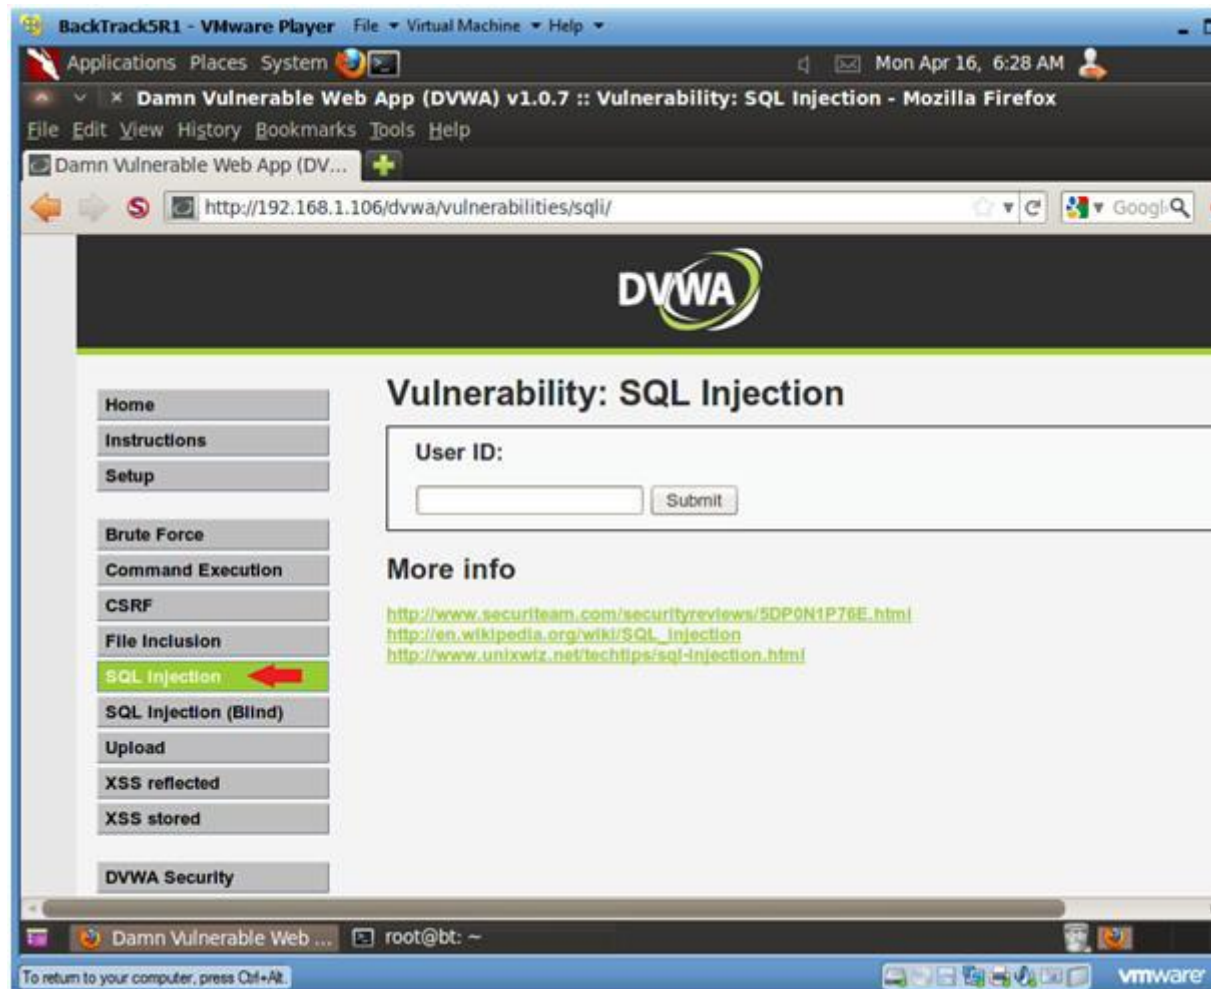 BackTrack5R1 - VMware Player File Virtual Machine Help
Applications Places System Mon Apr 16, 6:28 AM
Damn Vulnerable Web App (DVWA) v1.0.7 :: Vulnerability: SQL Injection - Mozilla Firefox
File Edit View History Bookmarks Tools Help
Damn Vulnerable Web App (DV...
http://192.168.1.106/dvwa/vulnerabilities/sqli/ Googl
DVWA
Home
Instructions
Setup
Brute Force
Command Execution
CSRF
File Inclusion
SQL Injection
SQL Injection (Blind)
Upload
XSS reflected
XSS stored
DVWA Security
Vulnerability: SQL Injection
User ID:
Submit
More info
http://www.securiteam.com/securityreviews/5DP0N1P76E.html
http://en.wikipedia.org/wiki/SQL_injection
http://www.unixwiz.net/techtips/sql-injection.html
Damn Vulnerable Web ... root@bt: ~
To return to your computer, press Ctrl+Alt. vmware